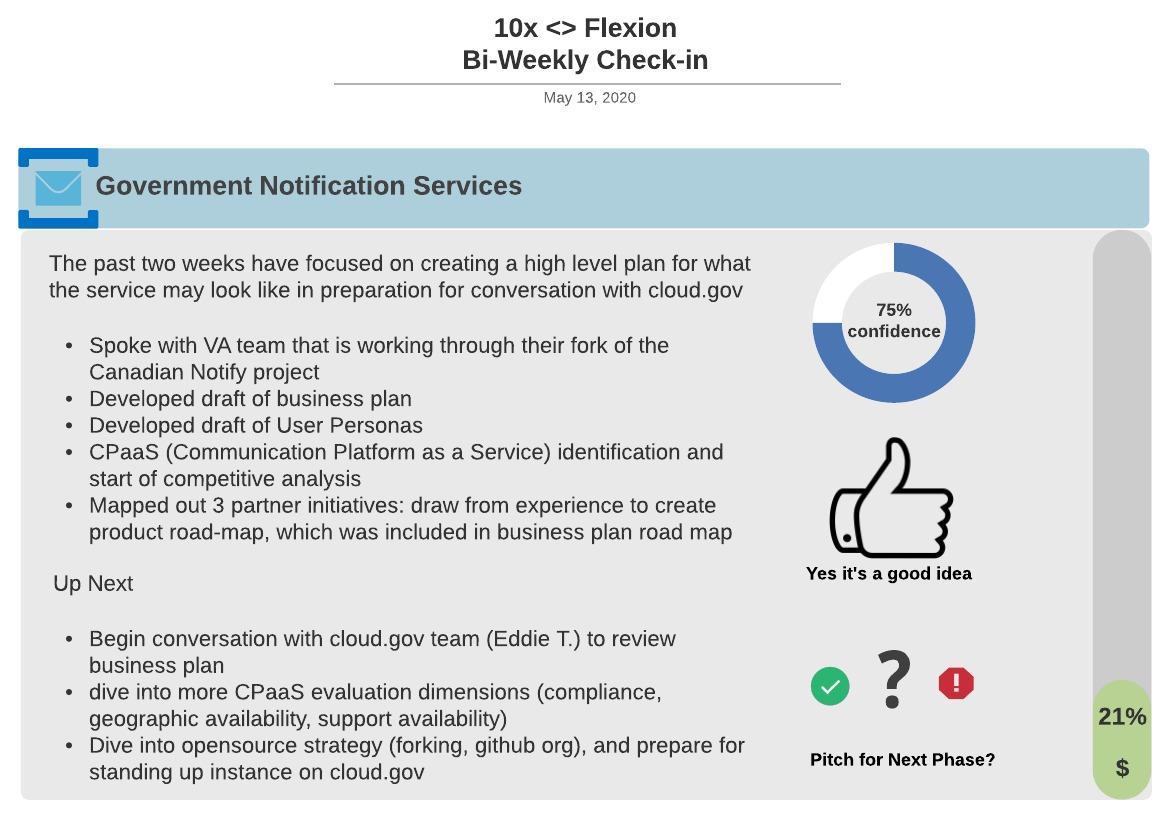 10x <> Flexion
Bi-Weekly Check-in
May 13, 2020
Government Notification Services
The past two weeks have focused on creating a high level plan for what
the service may look like in preparation for conversation with cloud.gov
• Spoke with VA team that is working through their fork of the
Canadian Notify project
• Developed draft of business plan
• Developed draft of User Personas
• CPaaS (Communication Platform as a Service) identification and
start of competitive analysis
• Mapped out 3 partner initiatives: draw from experience to create
product road-map, which was included in business plan road map
Up Next
• Begin conversation with cloud.gov team (Eddie T.) to review
business plan
• dive into more CPaaS evaluation dimensions (compliance,
geographic availability, support availability)
• Dive into opensource strategy (forking, github org), and prepare for
standing up instance on cloud.gov
75%
confidence
Yes it's a good idea
?
!
Pitch for Next Phase?
21%
$